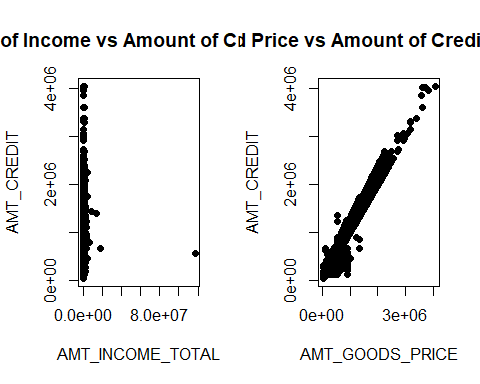 of Income vs Amount of C
d Price vs Amount of Credi
AMT_CREDIT
0e+00 2e+06 4e+06
0.0e+00 8.0e+07
AMT_INCOME_TOTAL
AMT_CREDIT
0e+00 2e+06 4e+06
0e+00 3e+06
AMT_GOODS_PRICE